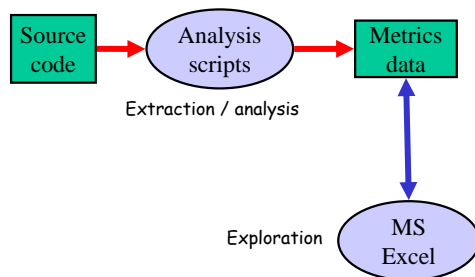 Source
code
Analysis
scripts
Metrics
data
Extraction / analysis
Exploration
MS
Excel